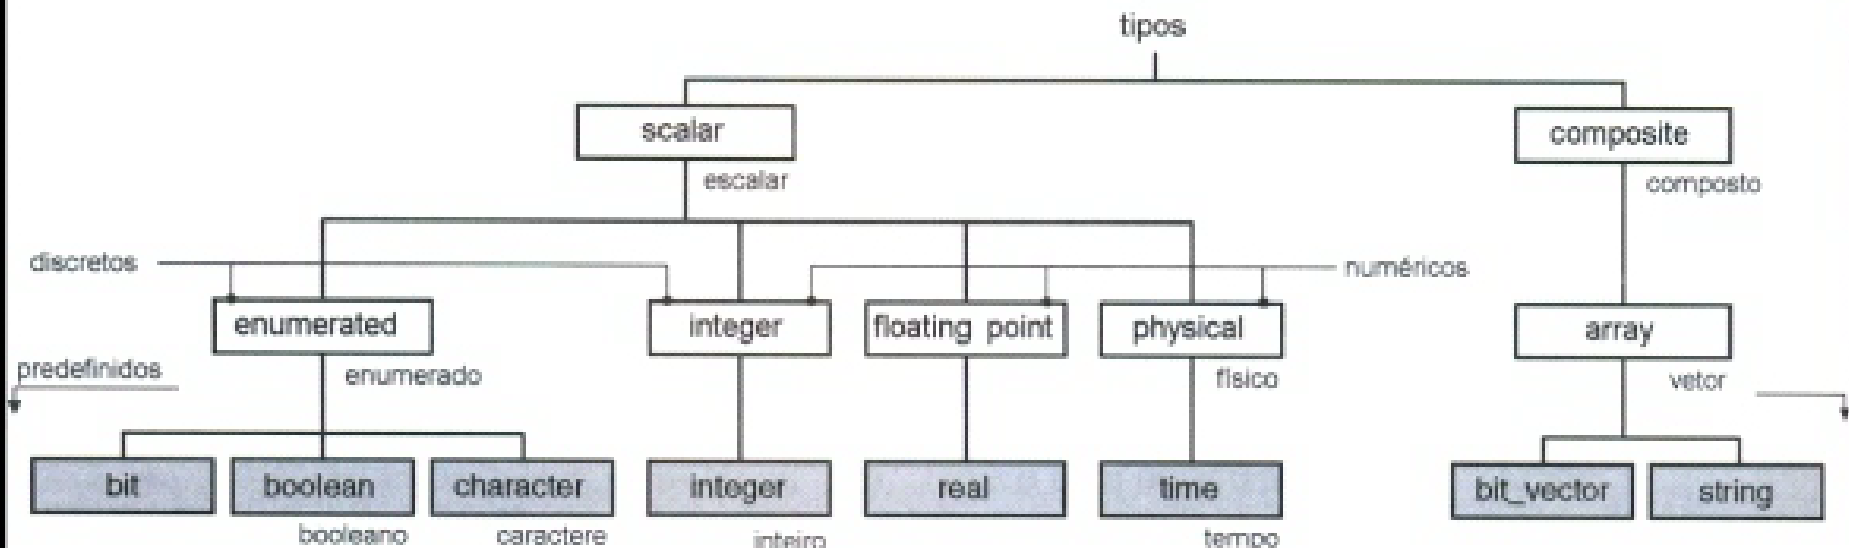 tipos
scalar
composite
escalar
composto
discretos
numéricos
enumerated
integer
floating point
physical
array
predefinidos
enumerado
físico
vetor
bit
boolean
character
integer
real
time
bit_vector
string
booleano
caractere
inteiro
tempo